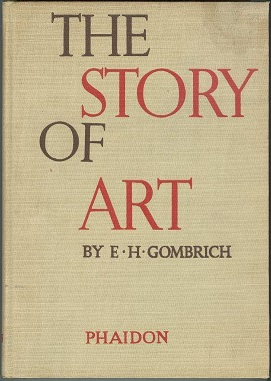 THE
STORY
OF
ART
BY E·H·GOMBRICH
PHAIDON